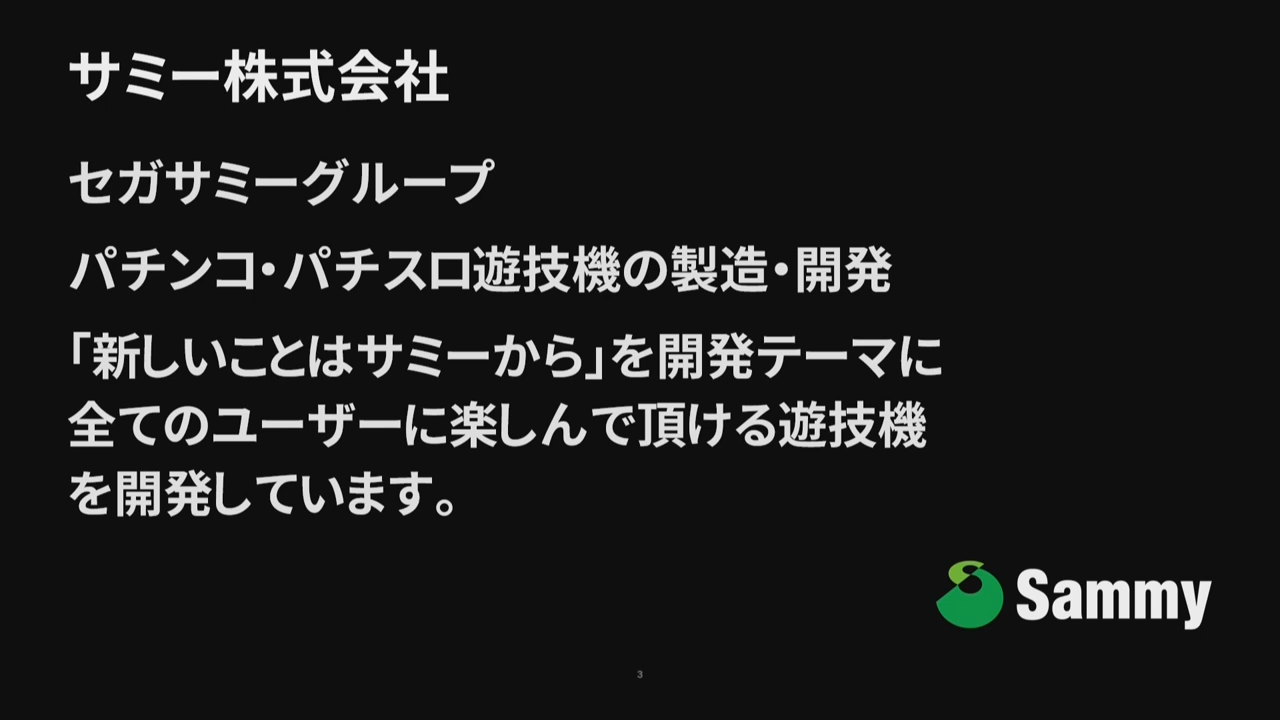 サミー株式会社
セガサミーグループ
パチンコ・パチスロ遊技機の製造・開発
「新しいことはサミーから」を開発テーマに
全てのユーザーに楽しんで頂ける遊技機
を開発しています。
Sammy
3